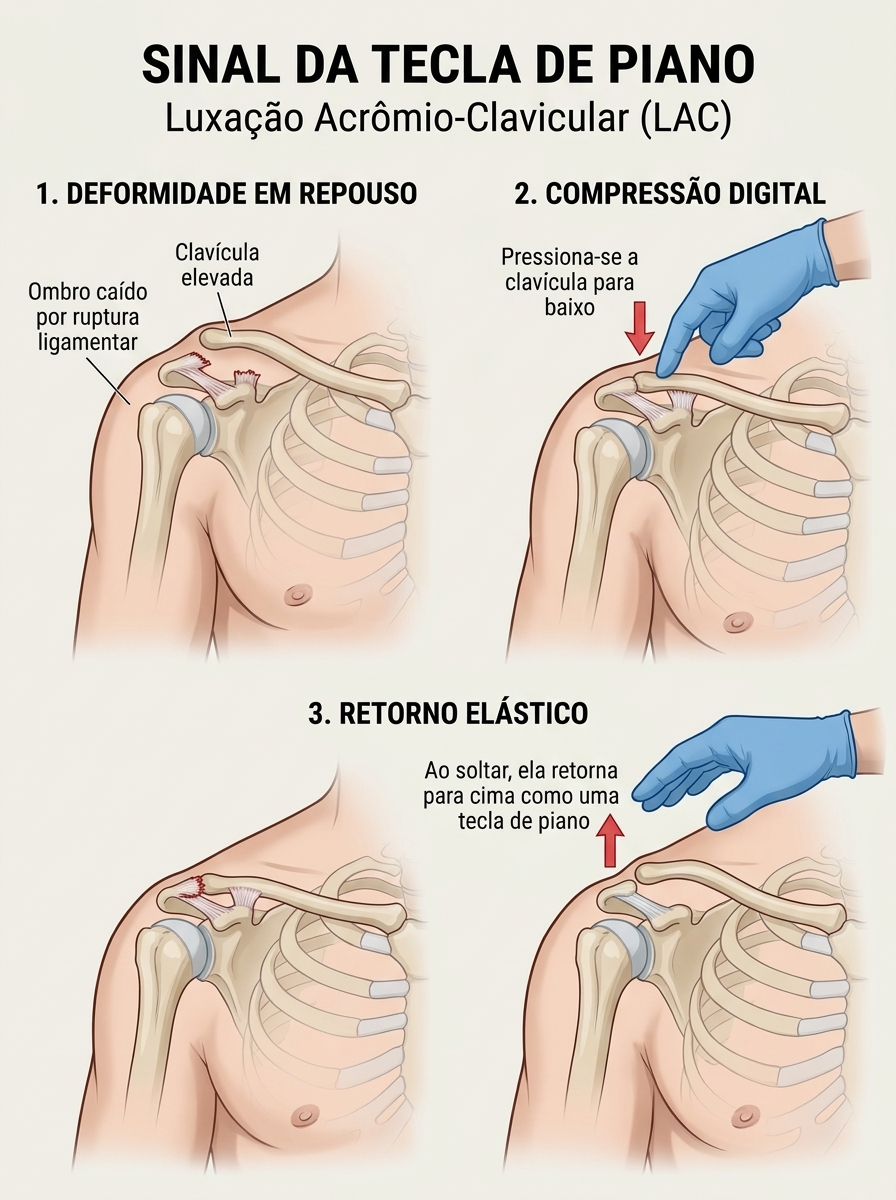 SINAL DA TECLA DE PIANO
Luxação Acrômio-Clavicular (LAC)
1. DEFORMIDADE EM REPOUSO
Clavícula
elevada
Ombro caído
por ruptura
ligamentar
2. COMPRESSÃO DIGITAL
Pressiona-se a
clavícula para
baixo
3. RETORNO ELÁSTICO
Ao soltar, ela retorna
para cima como uma
tecla de piano